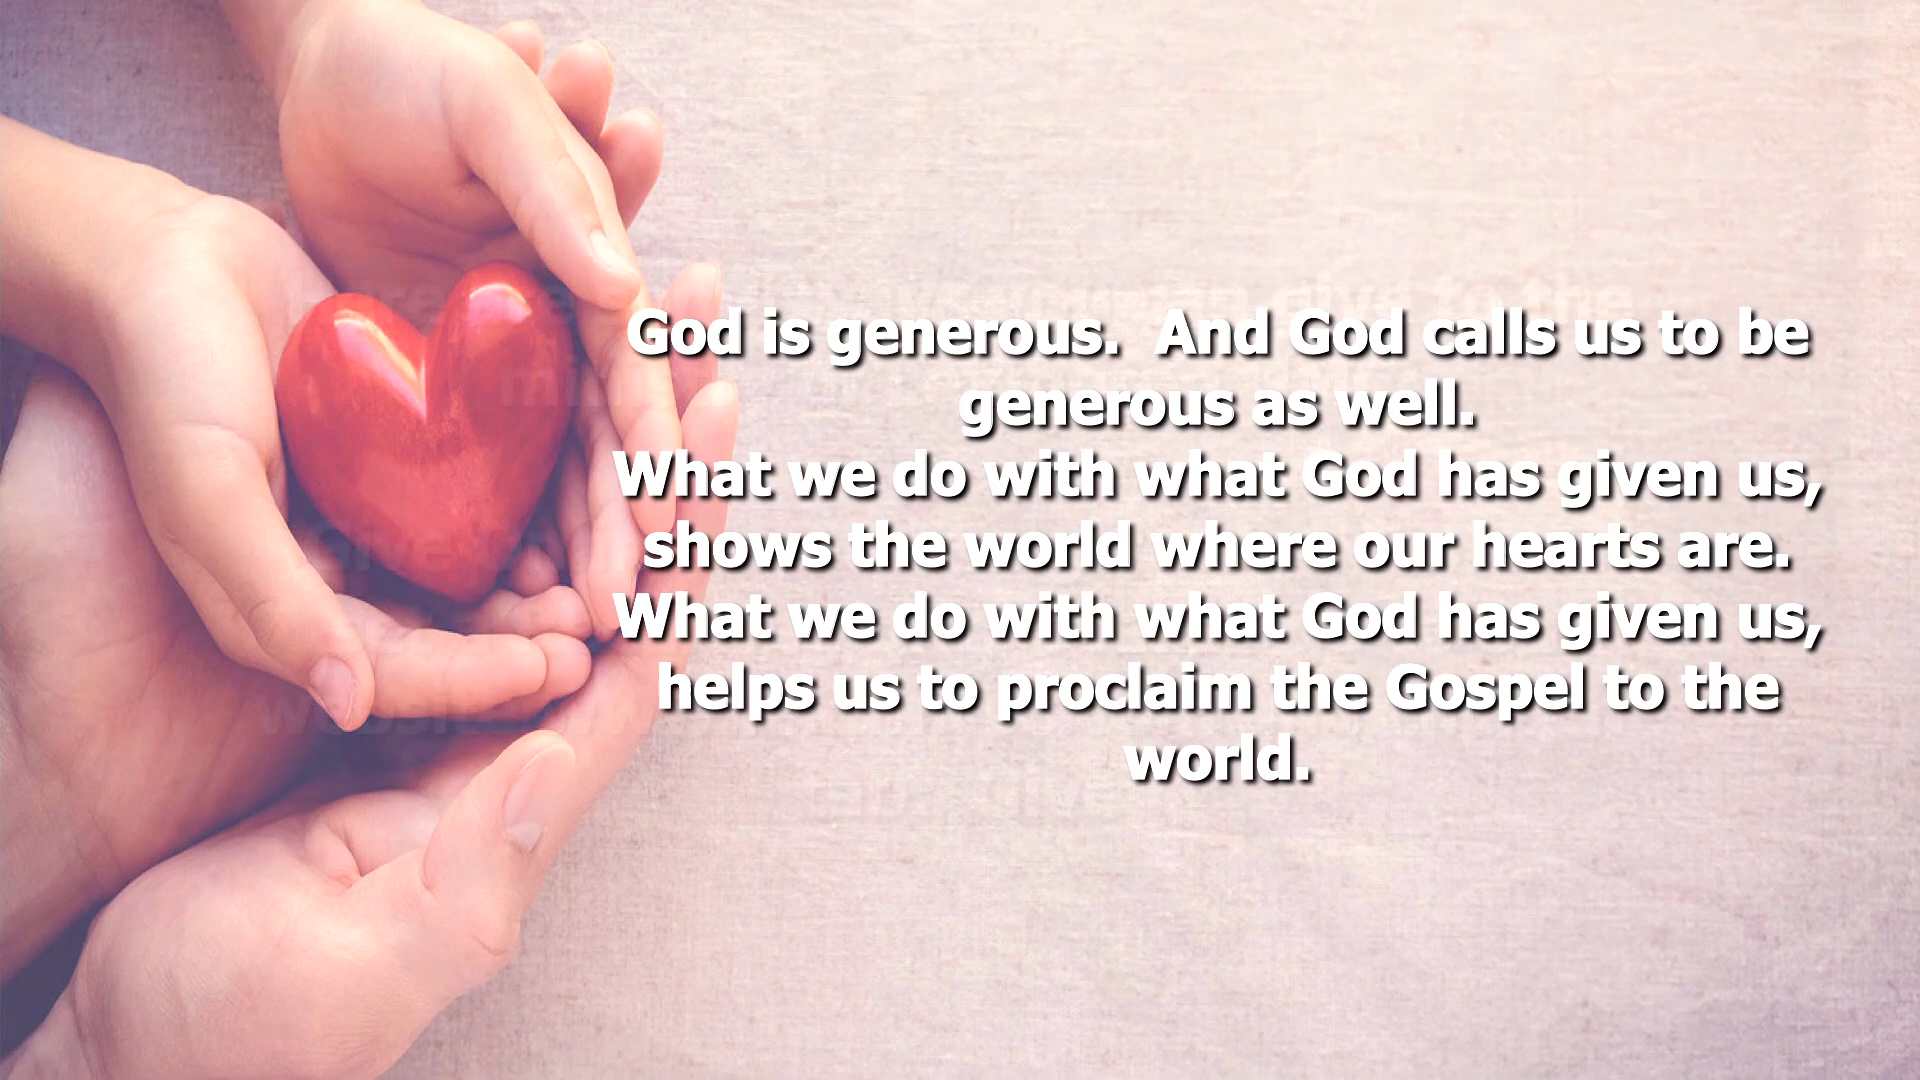 God is generous.  And God calls us to be
generous as well.
What we do with what God has given us,
shows the world where our hearts are.
What we do with what God has given us,
helps us to proclaim the Gospel to the
world.